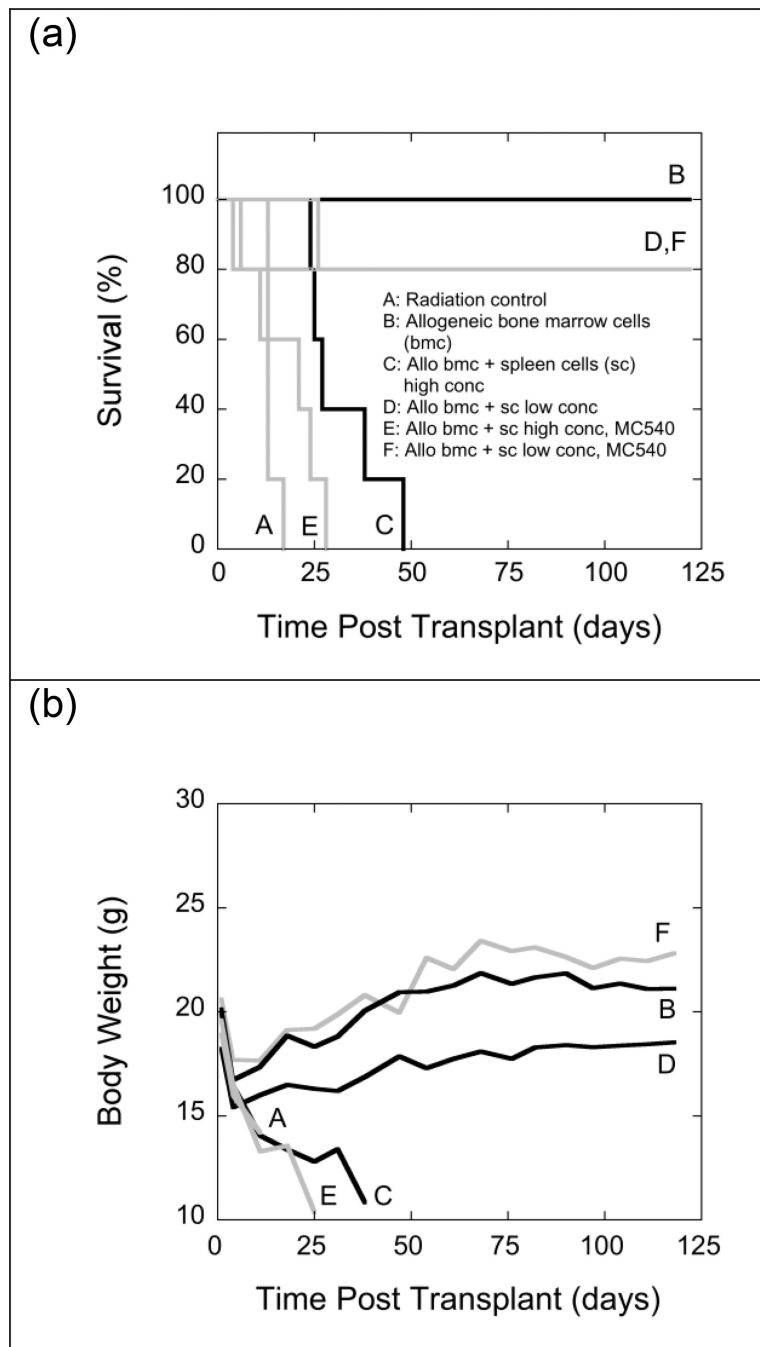 (a)
Survival (%)
100
80
60
40
20
0
B
D,F
A: Radiation control
B: Allogeneic bone marrow cells
(bmc)
C: Allo bmc + spleen cells (sc)
high conc
D: Allo bmc + sc low conc
E: Allo bmc + sc high conc, MC540
F: Allo bmc + sc low conc, MC540
A E C
0 25 50 75 100 125
Time Post Transplant (days)
(b)
Body Weight (g)
30
25
20
15
10
F
B
D
A
E C
0 25 50 75 100 125
Time Post Transplant (days)